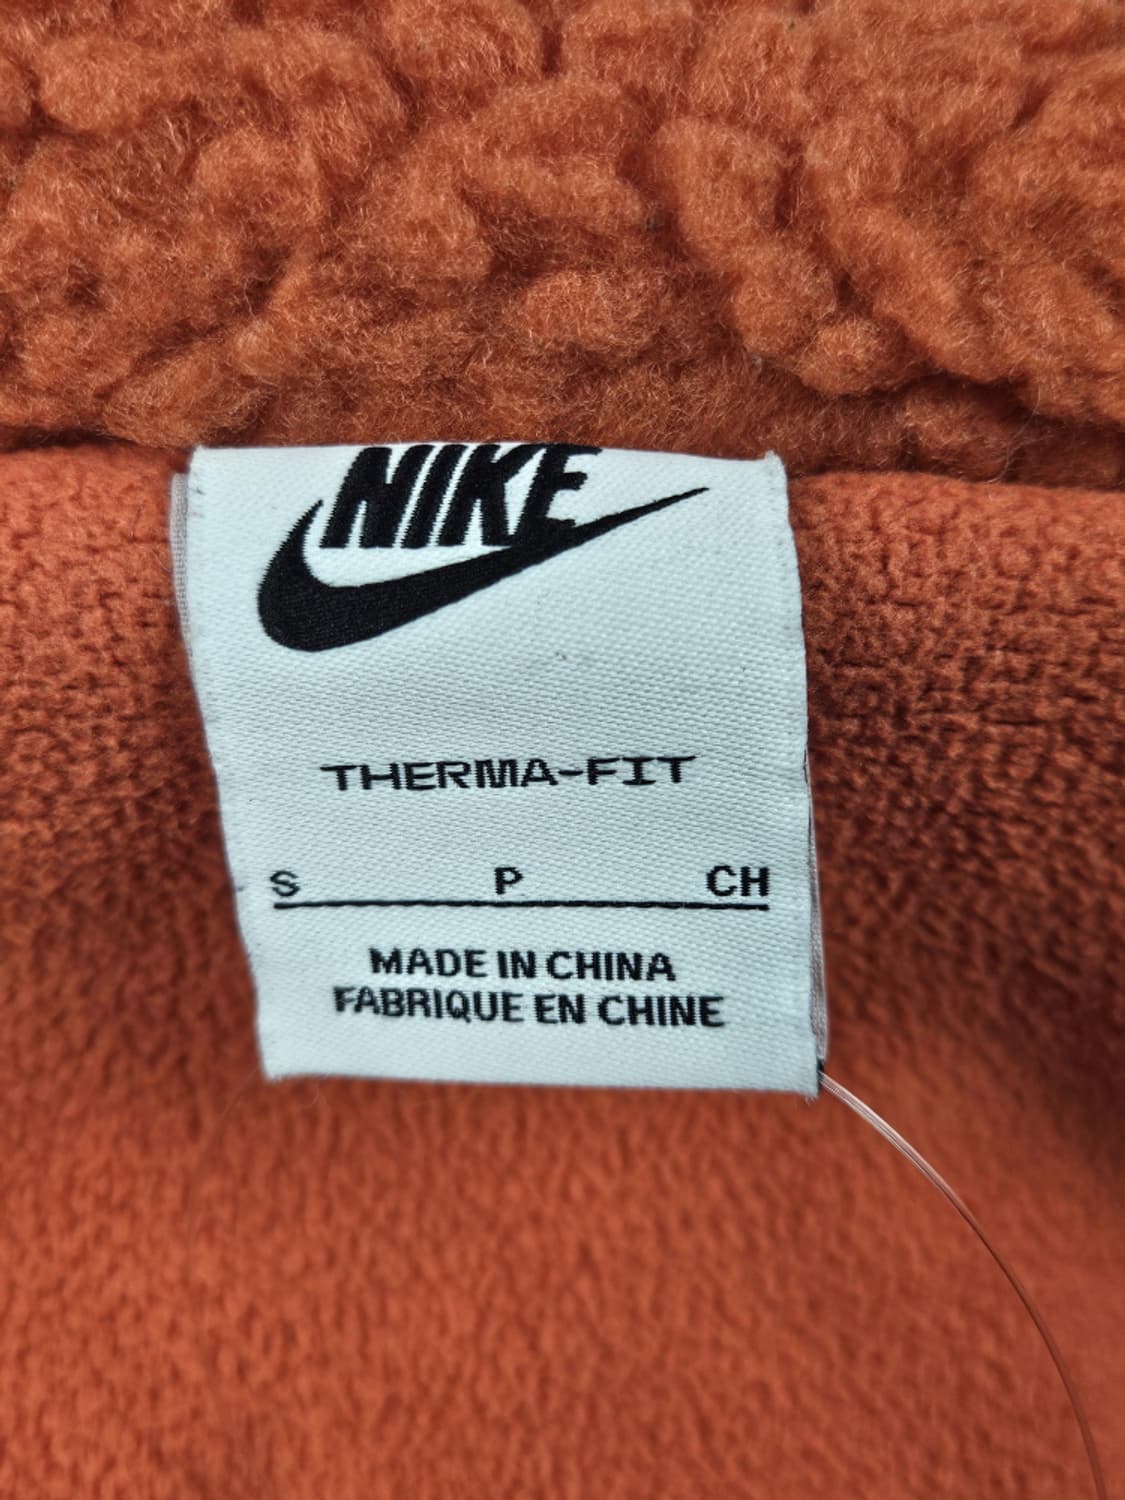 NIKE
THERMA-FIT
S P CH
MADE IN CHINA
FABRIQUE EN CHINE